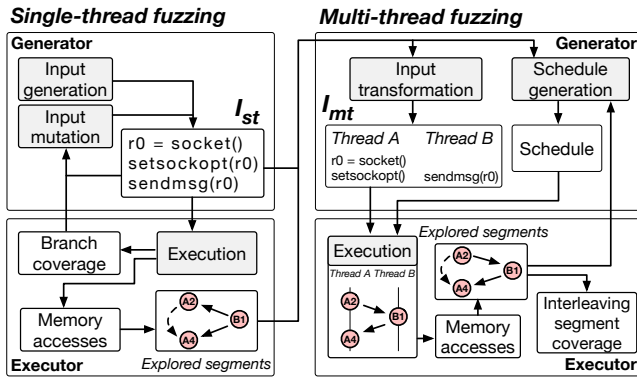 Single-thread fuzzing
Generator
Input
generation
Input
mutation
I_st
r0 = socket()
setsockopt(r0)
sendmsg(r0)
Branch
coverage
Execution
Memory
accesses
A2
B1
A4
Explored segments
Executor
Multi-thread fuzzing
Generator
Input
transformation
Schedule
generation
I_mt
Thread A Thread B
r0 = socket()
setsockopt() sendmsg(r0)
Schedule
Execution
Thread A Thread B
A2
B1
A4
Explored segments
A2
B1
A4
Memory
accesses
Interleaving
segment
coverage
Executor